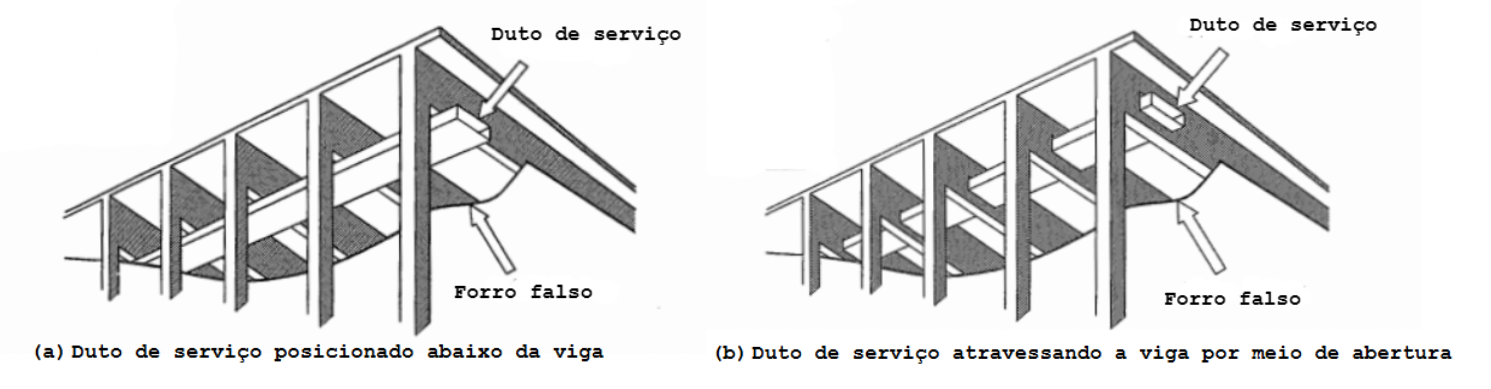 Duto de serviço
Forro falso
(a) Duto de serviço posicionado abaixo da viga
Duto de serviço
Forro falso
(b) Duto de serviço atravessando a viga por meio de abertura